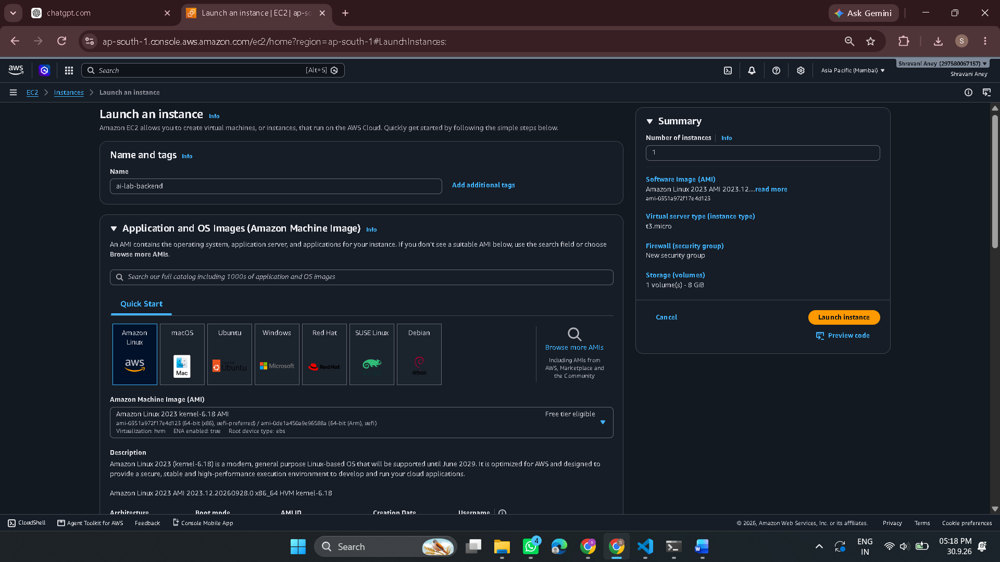 chatgpt.com
Launch an instance | EC2 | ap-so
Ask Gemini
ap-south-1.console.aws.amazon.com/ec2/home?region=ap-south-1#LaunchInstances:
S
aws
Search
[Alt+S]
Asia Pacific (Mumbai)
Shravani Aney (297580067157)
Shravani Aney
EC2
Instances
Launch an instance
Launch an instance Info
Amazon EC2 allows you to create virtual machines, or instances, that run on the AWS Cloud. Quickly get started by following the simple steps below.
Name and tags Info
Name
ai-lab-backend
Add additional tags
Application and OS Images (Amazon Machine Image) Info
An AMI contains the operating system, application server, and applications for your instance. If you don't see a suitable AMI below, use the search field or choose
Browse more AMIs.
Search our full catalog including 1000s of application and OS images
Quick Start
Amazon
Linux
aws
macOS
Mac
Ubuntu
Ubuntu
Windows
Microsoft
Red Hat
Red Hat
SUSE Linux
Debian
debian
Browse more AMIs
Including AMIs from
AWS, Marketplace and
the Community
Amazon Machine Image (AMI)
Amazon Linux 2023 kernel-6.18 AMI
Free tier eligible
ami-0351a972f17e4d123 (64-bit (x86), uefi-preferred) / ami-0de1a450a9e96588a (64-bit (Arm), uefi)
Virtualization: hvm ENA enabled: true Root device type: ebs
Description
Amazon Linux 2023 (kernel-6.18) is a modern, general purpose Linux-based OS that will be supported until June 2029. It is optimized for AWS and designed to
provide a secure, stable and high-performance execution environment to develop and run your cloud applications.
Amazon Linux 2023 AMI 2023.12.20260928.0 x86_64 HVM kernel-6.18
Architecture
Boot mode
AMI ID
Creation Date
Username
Summary
Number of instances Info
1
Software Image (AMI)
Amazon Linux 2023 AMI 2023.12....read more
ami-0351a972f17e4d123
Virtual server type (instance type)
t3.micro
Firewall (security group)
New security group
Storage (volumes)
1 volume(s) - 8 GiB
Cancel
Launch instance
Preview code
CloudShell
Agent Toolkit for AWS
Feedback
Console Mobile App
© 2026, Amazon Web Services, Inc. or its affiliates.
Privacy
Terms
Cookie preferences
Search
4
ENG
IN
05:18 PM
30.9.26